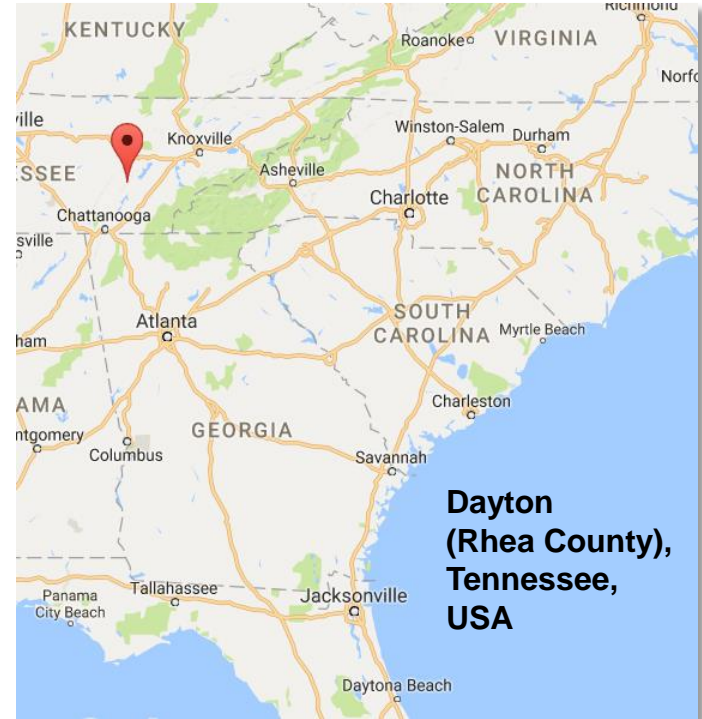 Richmond
KENTUCKY
Roanoke
VIRGINIA
Norfo
ville
Knoxville
Winston-Salem
Durham
ESSEE
Asheville
NORTH
CAROLINA
Charlotte
Chattanooga
sville
SOUTH
CAROLINA
Atlanta
Myrtle Beach
ham
AMA
Charleston
ntgomery
GEORGIA
Columbus
Savannah
Dayton
(Rhea County),
Tennessee,
USA
Panama
City Beach
Tallahassee
Jacksonville
Daytona Beach